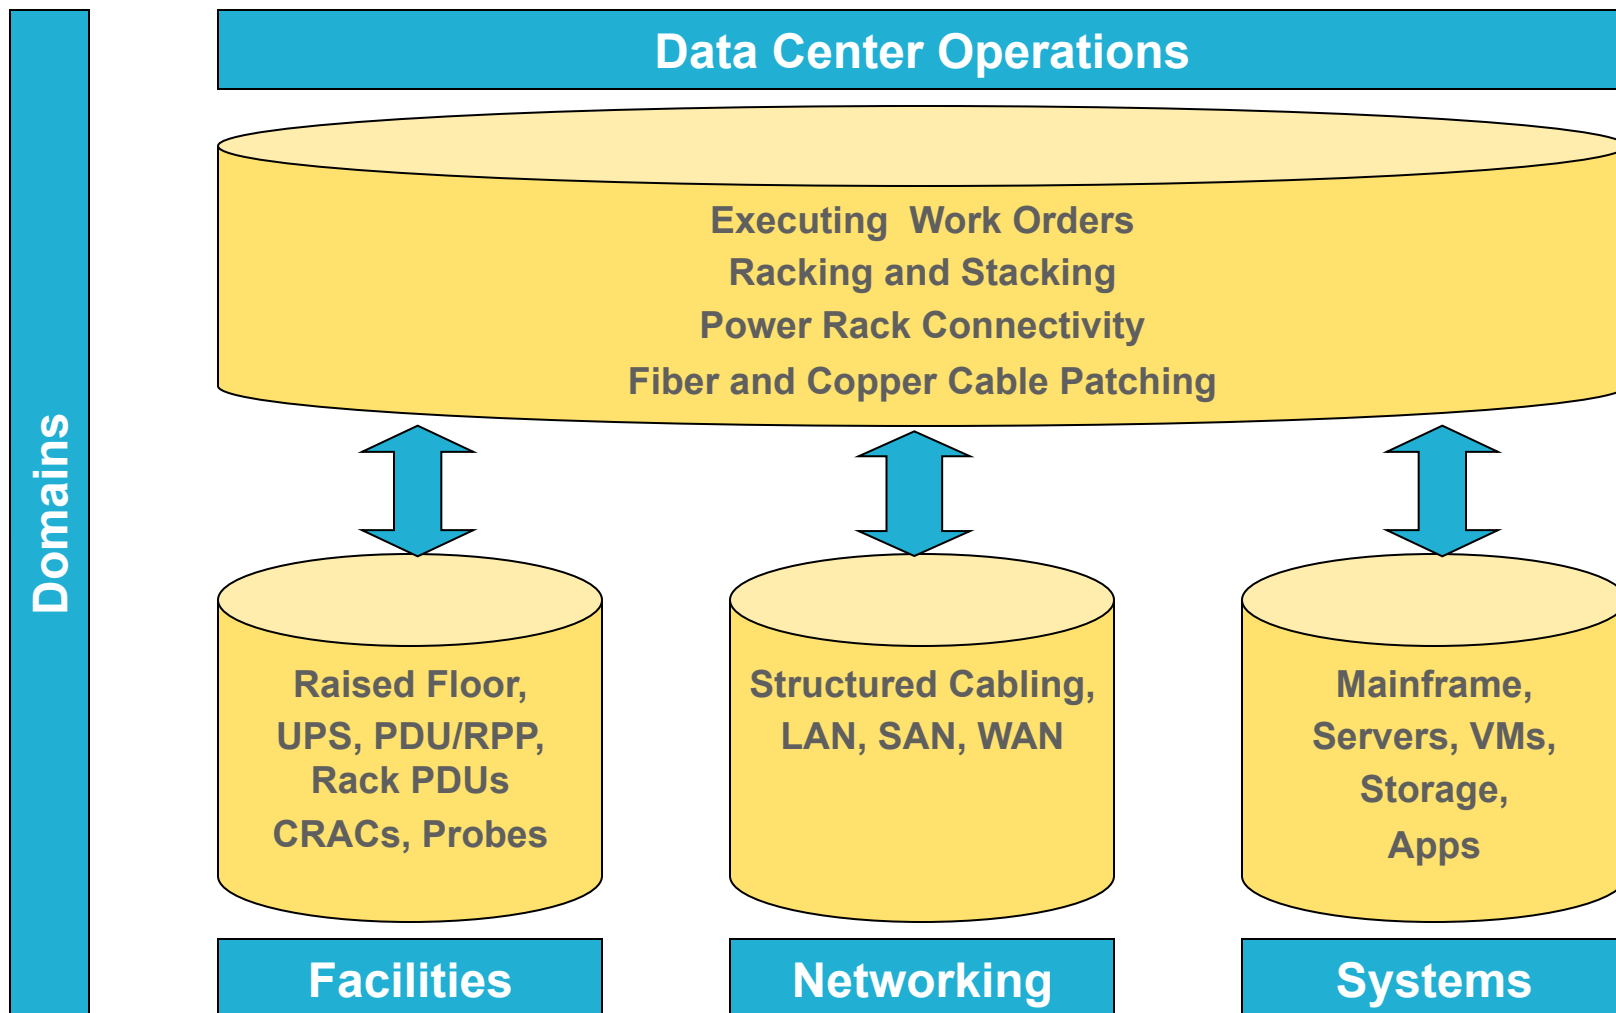 Domains
Data Center Operations
Executing  Work Orders
Racking and Stacking
Power Rack Connectivity
Fiber and Copper Cable Patching
Raised Floor,
UPS, PDU/RPP,
Rack PDUs
CRACs, Probes
Structured Cabling,
LAN, SAN, WAN
Mainframe,
Servers, VMs,
Storage,
Apps
Facilities
Networking
Systems